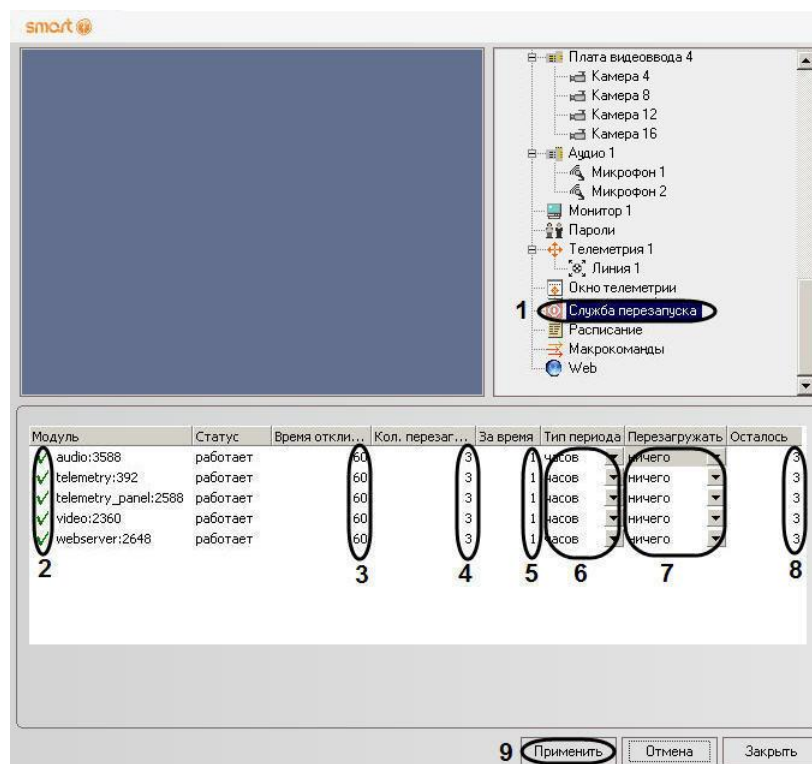 smart
Плата видеоввода 4
Камера 4
Камера 8
Камера 12
Камера 16
Аудио 1
Микрофон 1
Микрофон 2
Монитор 1
Пароли
Телеметрия 1
Линия 1
Окно телеметрии
1 Служба перезапуска
Расписание
Макрокоманды
Web
Модуль Статус Время откли... Кол. перезаг... За время Тип периода Перезагружать Осталось
audio:3588 работает 60 3 1 часов ничего 3
telemetry:392 работает 60 3 1 часов ничего 3
telemetry_panel:2588 работает 60 3 1 часов ничего 3
video:2360 работает 60 3 1 часов ничего 3
webserver:2648 работает 60 3 1 часов ничего 3
2 3 4 5 6 7 8
9 Применить Отмена Закрыть